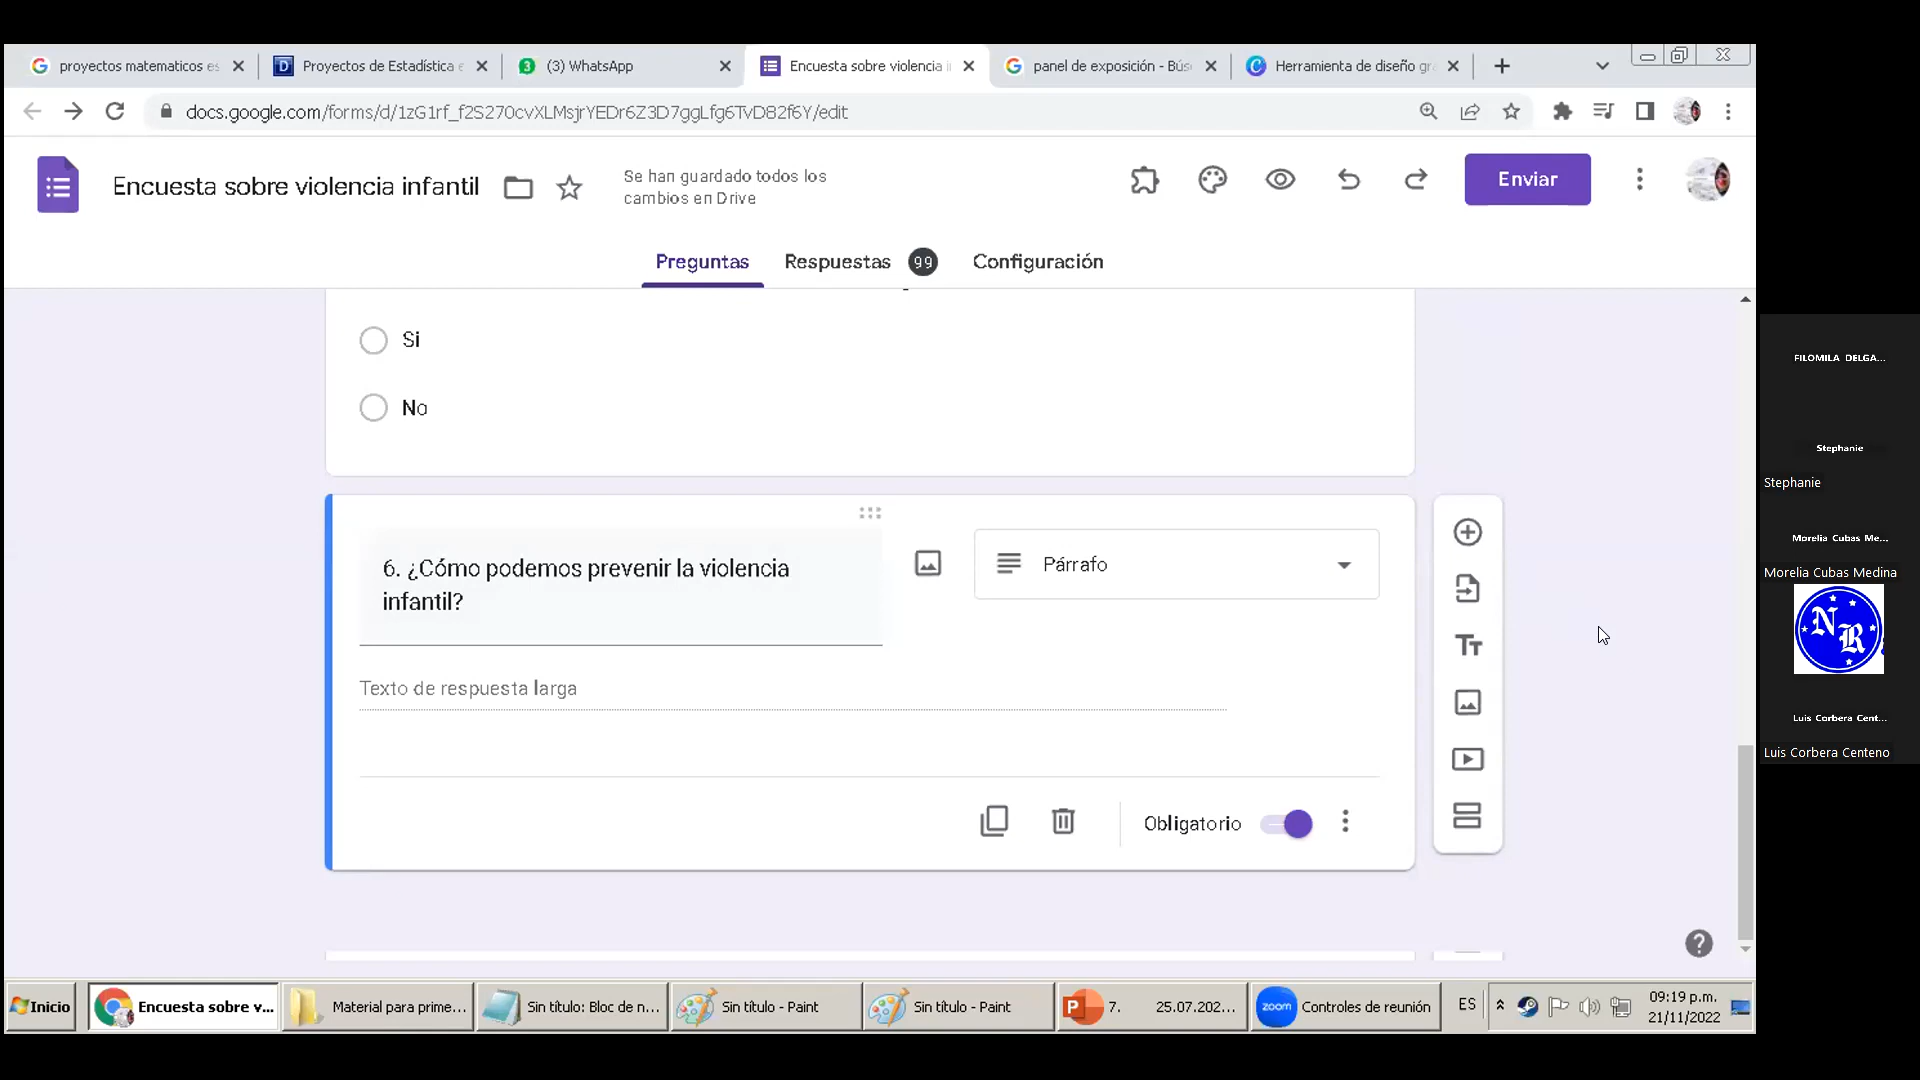 proyectos matematicos es
Proyectos de Estadística e
(3) WhatsApp
Encuesta sobre violencia i
panel de exposición - Bús
Herramienta de diseño gr
docs.google.com/forms/d/1zG1rf_f2S270cvXLMsjrYEDr6Z3D7ggLfg6TvD82f6Y/edit
Encuesta sobre violencia infantil
Se han guardado todos los
cambios en Drive
Enviar
Preguntas
Respuestas
99
Configuración
Si
No
6. ¿Cómo podemos prevenir la violencia
infantil?
Párrafo
Texto de respuesta larga
Obligatorio
FILOMILA DELGA...
Stephanie
Stephanie
Morelia Cubas Me...
Morelia Cubas Medina
NR
Luis Corbera Cent...
Luis Corbera Centeno
Inicio
Encuesta sobre v...
Material para prime...
Sin título: Bloc de n...
Sin título - Paint
Sin título - Paint
7. 25.07.202...
zoom
Controles de reunión
ES
09:19 p.m.
21/11/2022